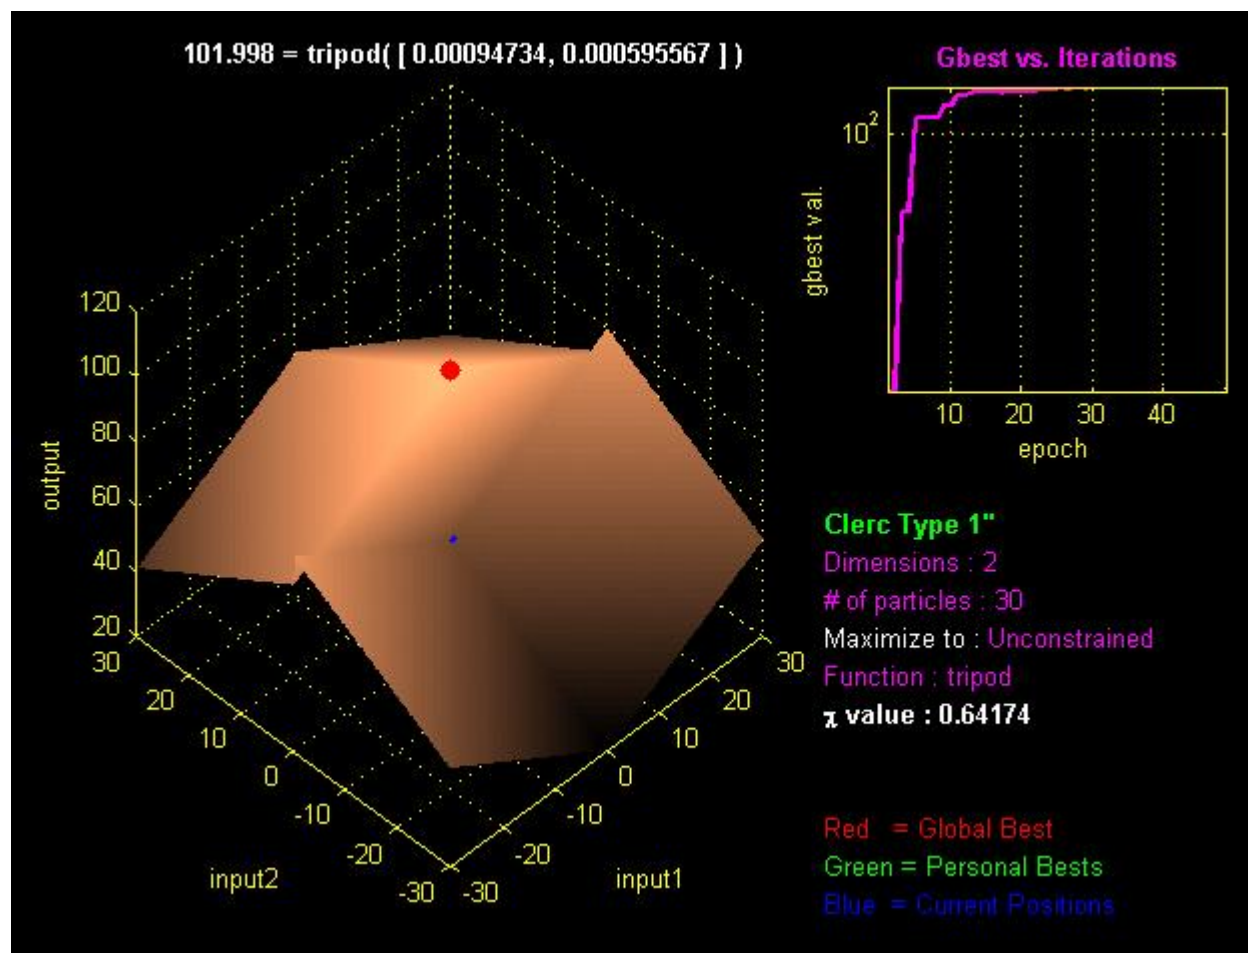 101.998 = tripod( [ 0.00094734, 0.000595567 ] )
Gbest vs. Iterations
10²
gbest val.
10 20 30 40
epoch
120
100
80
60
40
20
output
30
20
10
0
-10
-20
-30
input2
30
20
10
0
-10
-20
-30
input1
Clerc Type 1"
Dimensions : 2
# of particles : 30
Maximize to : Unconstrained
Function : tripod
χ value : 0.64174
Red = Global Best
Green = Personal Bests
Blue = Current Positions